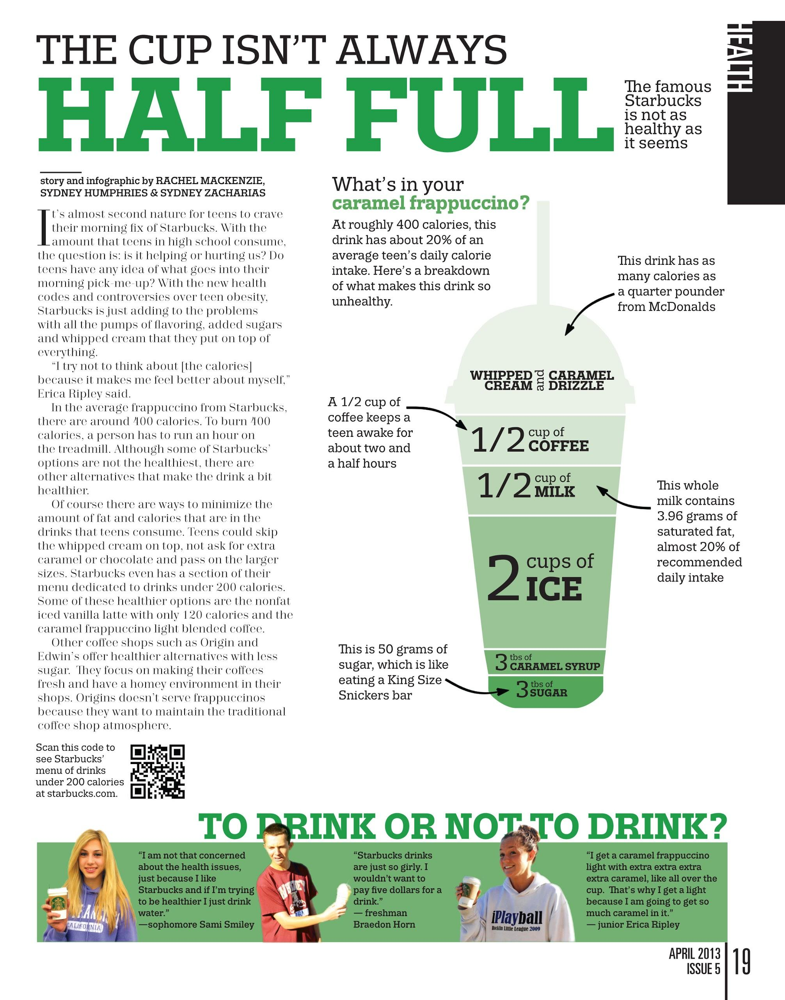 THE CUP ISN'T ALWAYS
HALF FULL
The famous
Starbucks
is not as
healthy as
it seems
HEALTH
story and infographic by RACHEL MACKENZIE,
SYDNEY HUMPHRIES & SYDNEY ZACHARIAS
It's almost second nature for teens to crave
their morning fix of Starbucks. With the
amount that teens in high school consume,
the question is: is it helping or hurting us? Do
teens have any idea of what goes into their
morning pick-me-up? With the new health
codes and controversies over teen obesity,
Starbucks is just adding to the problems
with all the pumps of flavoring, added sugars
and whipped cream that they put on top of
everything.
“I try not to think about [the calories]
because it makes me feel better about myself,”
Erica Ripley said.
In the average frappuccino from Starbucks,
there are around 400 calories. To burn 400
calories, a person has to run an hour on
the treadmill. Although some of Starbucks’
options are not the healthiest, there are
other alternatives that make the drink a bit
healthier.
Of course there are ways to minimize the
amount of fat and calories that are in the
drinks that teens consume. Teens could skip
the whipped cream on top, not ask for extra
caramel or chocolate and pass on the larger
sizes. Starbucks even has a section of their
menu dedicated to drinks under 200 calories.
Some of these healthier options are the nonfat
iced vanilla latte with only 120 calories and the
caramel frappuccino light blended coffee.
Other coffee shops such as Origin and
Edwin’s offer healthier alternatives with less
sugar. They focus on making their coffees
fresh and have a homey environment in their
shops. Origins doesn’t serve frappuccinos
because they want to maintain the traditional
coffee shop atmosphere.
Scan this code to
see Starbucks’
menu of drinks
under 200 calories
at starbucks.com.
What’s in your
caramel frappuccino?
At roughly 400 calories, this
drink has about 20% of an
average teen’s daily calorie
intake. Here’s a breakdown
of what makes this drink so
unhealthy.
This drink has as
many calories as
a quarter pounder
from McDonalds
WHIPPED CREAM and CARAMEL DRIZZLE
A 1/2 cup of
coffee keeps a
teen awake for
about two and
a half hours
1/2 cup of COFFEE
1/2 cup of MILK
This whole
milk contains
3.96 grams of
saturated fat,
almost 20% of
recommended
daily intake
2 cups of ICE
This is 50 grams of
sugar, which is like
eating a King Size
Snickers bar
3 tbs of CARAMEL SYRUP
3 tbs of SUGAR
TO DRINK OR NOT TO DRINK?
“I am not that concerned
about the health issues,
just because I like
Starbucks and if I’m trying
to be healthier I just drink
water.”
—sophomore Sami Smiley
“Starbucks drinks
are just so girly. I
wouldn’t want to
pay five dollars for a
drink.”
— freshman
Braedon Horn
iPlayball
Rocklin Little League 2009
“I get a caramel frappuccino
light with extra extra extra
extra caramel, like all over the
cup. That’s why I get a light
because I am going to get so
much caramel in it.”
— junior Erica Ripley
CALIFORNIA
APRIL 2013
ISSUE 5
19